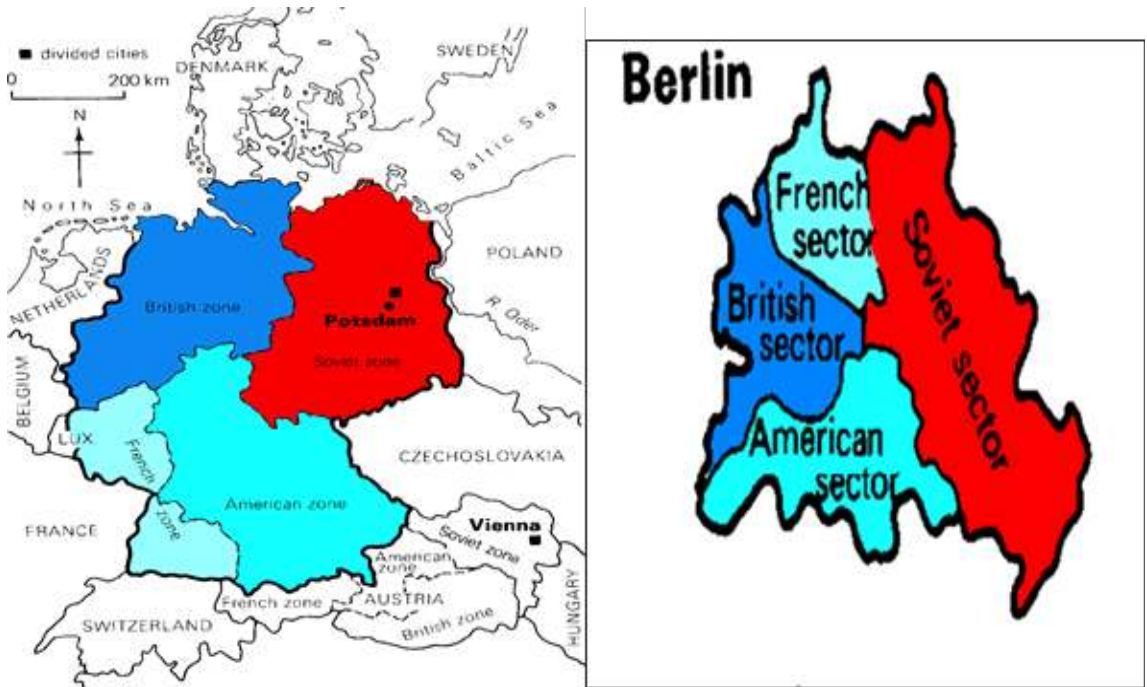 ■ divided cities
0 200 km
N
DENMARK
SWEDEN
Baltic Sea
North Sea
NETHERLANDS
POLAND
R. Oder
British zone
Potsdam
Soviet zone
BELGIUM
LUX
French
zone
CZECHOSLOVAKIA
American zone
FRANCE
Vienna
Soviet zona
American
zone
French zone
AUSTRIA
British zone
SWITZERLAND
HUNGARY
Berlin
French
sector
British
sector
Soviet sector
American
sector